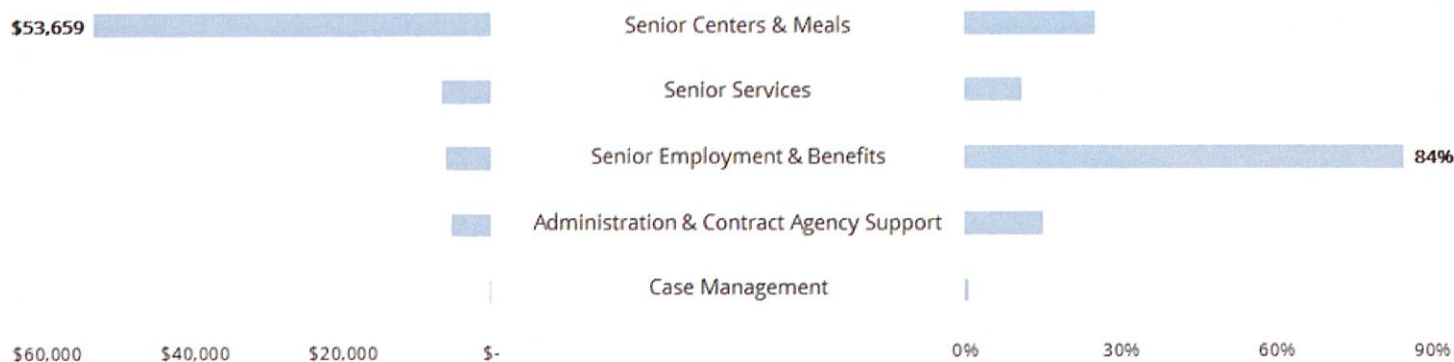 $53,659 Senior Centers & Meals
Senior Services
Senior Employment & Benefits 84%
Administration & Contract Agency Support
Case Management
$60,000 $40,000 $20,000 $- 0% 30% 60% 90%